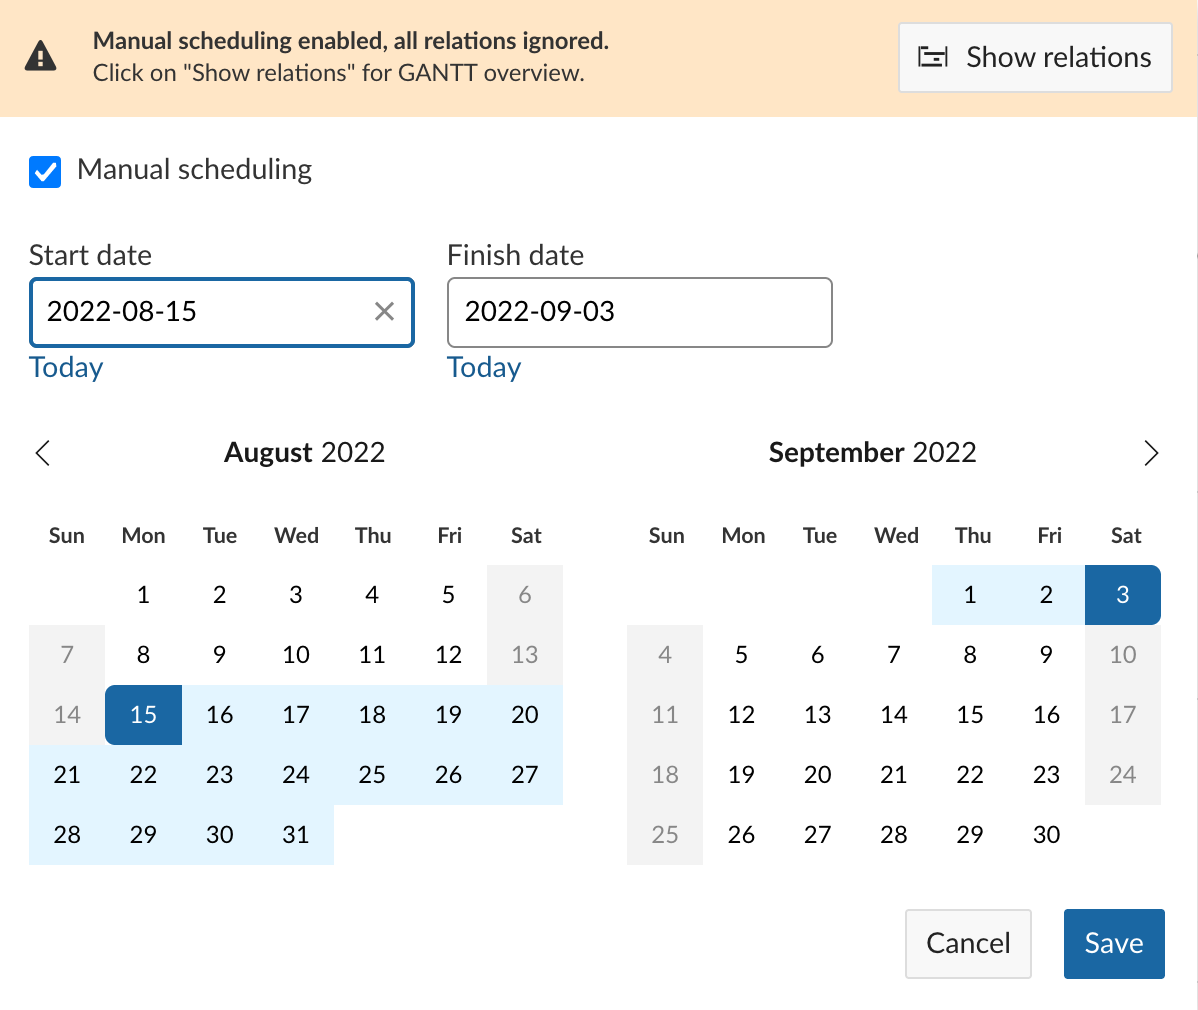 Manual scheduling enabled, all relations ignored.
Click on "Show relations" for GANTT overview.
Show relations
Manual scheduling
Start date Finish date
2022-08-15 2022-09-03
Today Today
August 2022 September 2022
Sun Mon Tue Wed Thu Fri Sat Sun Mon Tue Wed Thu Fri Sat
1 2 3 4 5 6 1 2 3
7 8 9 10 11 12 13 4 5 6 7 8 9 10
14 15 16 17 18 19 20 11 12 13 14 15 16 17
21 22 23 24 25 26 27 18 19 20 21 22 23 24
28 29 30 31 25 26 27 28 29 30
Cancel Save